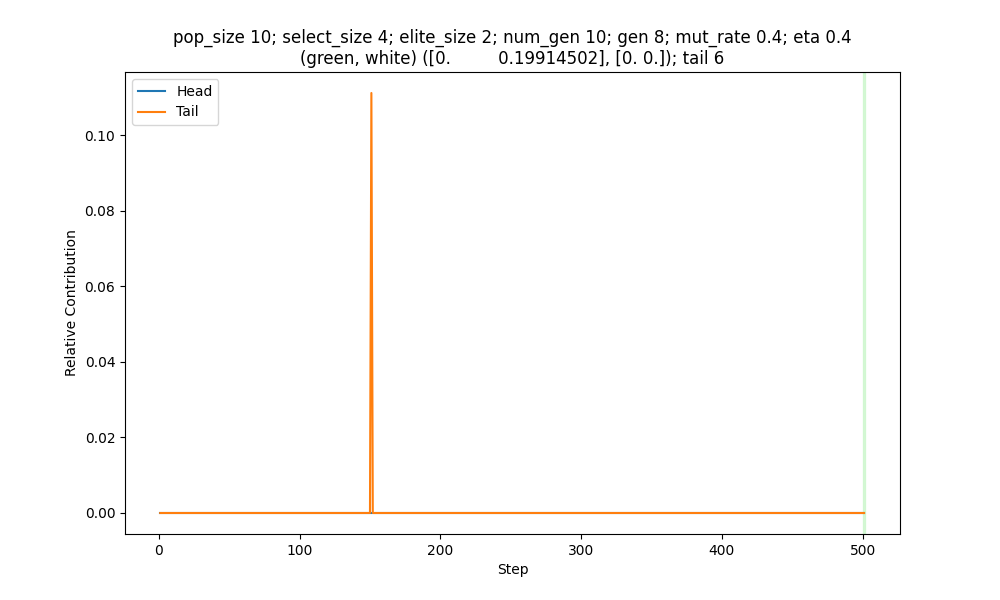 pop_size 10; select_size 4; elite_size 2; num_gen 10; gen 8; mut_rate 0.4; eta 0.4
(green, white) ([0.         0.19914502], [0. 0.]); tail 6
Head
Tail
0.10
0.08
0.06
0.04
0.02
0.00
Relative Contribution
0
100
200
300
400
500
Step